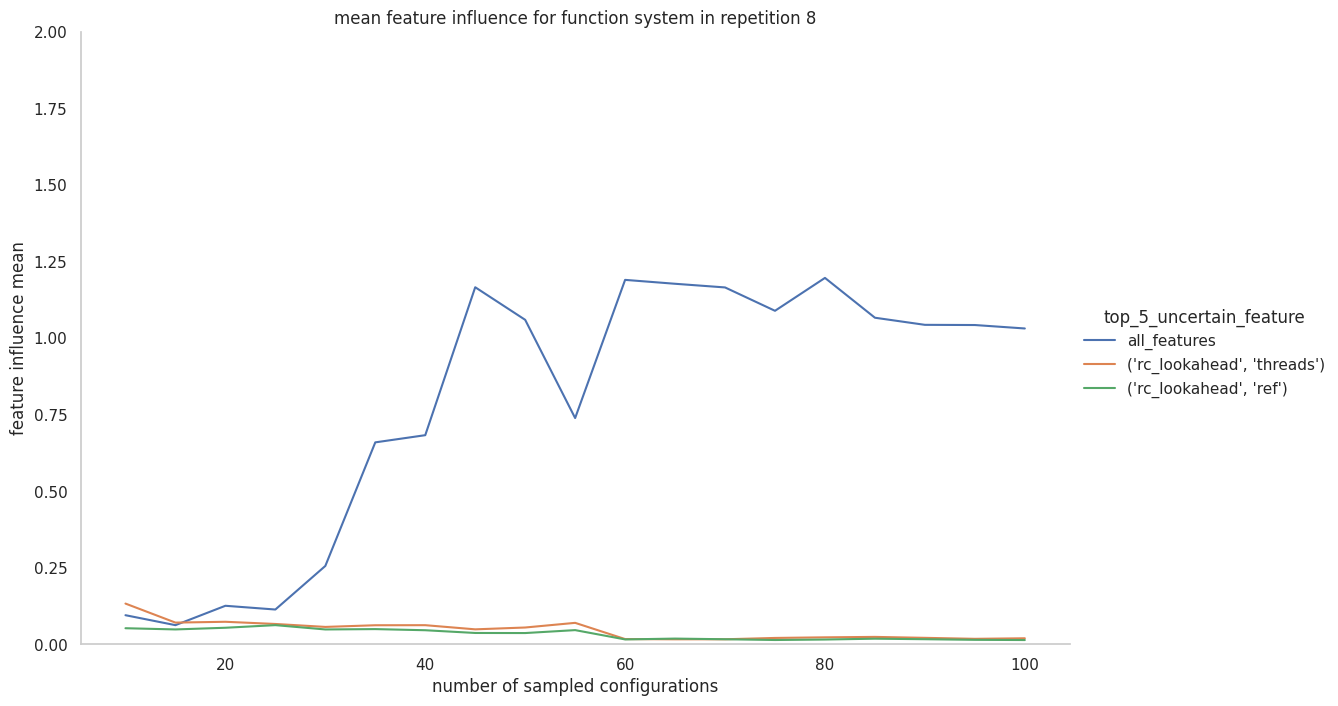 mean feature influence for function system in repetition 8
2.00
1.75
1.50
1.25
1.00
0.75
0.50
0.25
0.00
feature influence mean
20 40 60 80 100
number of sampled configurations
top_5_uncertain_feature
all_features
('rc_lookahead', 'threads')
('rc_lookahead', 'ref')